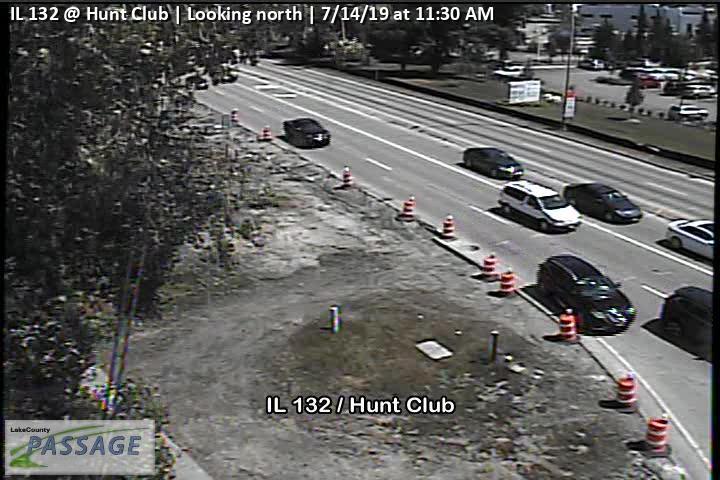 IL 132 @ Hunt Club | Looking north | 7/14/19 at 11:30 AM
IL 132 / Hunt Club
LakeCounty
PASSAGE